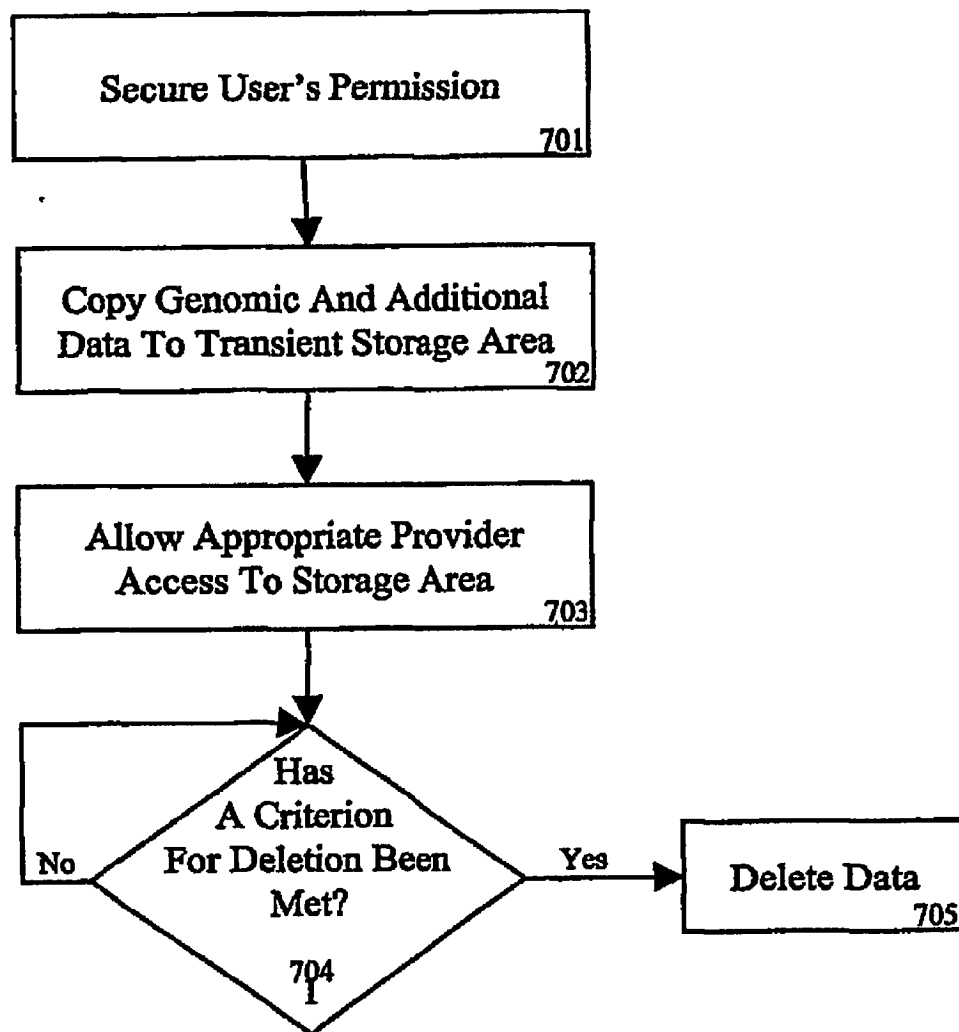 Secure User's Permission
701
Copy Genomic And Additional
Data To Transient Storage Area
702
Allow Appropriate Provider
Access To Storage Area
703
Has
A Criterion
For Deletion Been
Met?
704
No
Yes
Delete Data
705